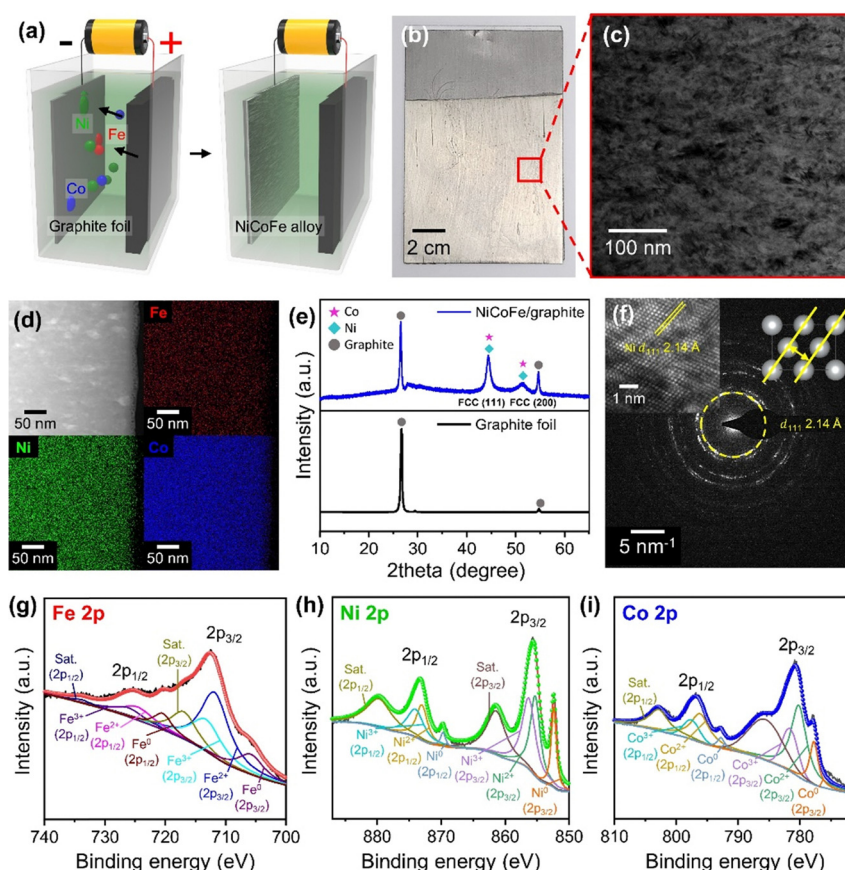 (a)
- +
Ni
Fe
Co
Graphite foil
NiCoFe alloy
(b)
2 cm
(c)
100 nm
(d)
50 nm
Fe
50 nm
Ni
50 nm
Co
50 nm
(e)
Co
Ni
Graphite
NiCoFe/graphite
FCC (111) FCC (200)
Graphite foil
Intensity (a.u.)
10 20 30 40 50 60
2theta (degree)
(f)
Ni d111 2.14 Å
1 nm
d111 2.14 Å
5 nm⁻¹
(g) Fe 2p
2p3/2
Sat.
(2p3/2)
2p1/2
Sat.
(2p1/2)
Fe3+
(2p1/2)
Fe2+
(2p1/2)
Fe0
(2p1/2)
Fe3+
(2p3/2)
Fe2+
(2p3/2)
Fe0
(2p3/2)
Intensity (a.u.)
740 730 720 710 700
Binding energy (eV)
(h) Ni 2p
2p3/2
2p1/2
Sat.
(2p1/2)
Sat.
(2p3/2)
Ni3+
(2p1/2)
Ni2+
(2p1/2)
Ni0
(2p1/2)
Ni3+
(2p3/2)
Ni2+
(2p3/2)
Ni0
(2p3/2)
Intensity (a.u.)
880 870 860 850
Binding energy (eV)
(i) Co 2p
2p3/2
2p1/2
Sat.
(2p1/2)
Co3+
(2p1/2)
Co2+
(2p1/2)
Co0
(2p1/2)
Co3+
(2p3/2)
Co2+
(2p3/2)
Co0
(2p3/2)
Intensity (a.u.)
810 800 790 780
Binding energy (eV)